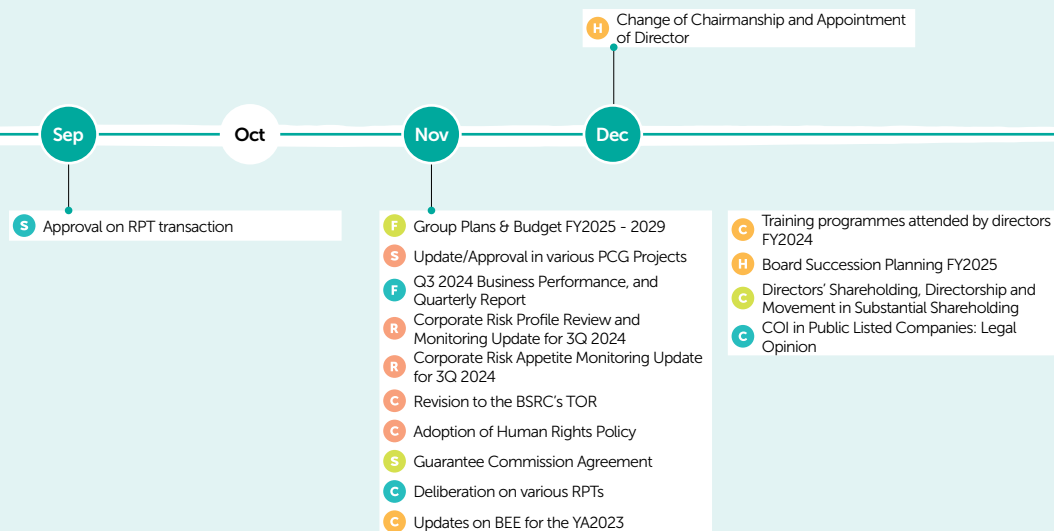 H Change of Chairmanship and Appointment
of Director
Sep
Oct
Nov
Dec
S Approval on RPT transaction
F Group Plans & Budget FY2025 - 2029
S Update/Approval in various PCG Projects
F Q3 2024 Business Performance, and
Quarterly Report
R Corporate Risk Profile Review and
Monitoring Update for 3Q 2024
R Corporate Risk Appetite Monitoring Update
for 3Q 2024
C Revision to the BSRC's TOR
C Adoption of Human Rights Policy
S Guarantee Commission Agreement
C Deliberation on various RPTs
C Updates on BEE for the YA2023
C Training programmes attended by directors
FY2024
H Board Succession Planning FY2025
C Directors' Shareholding, Directorship and
Movement in Substantial Shareholding
C COI in Public Listed Companies: Legal
Opinion